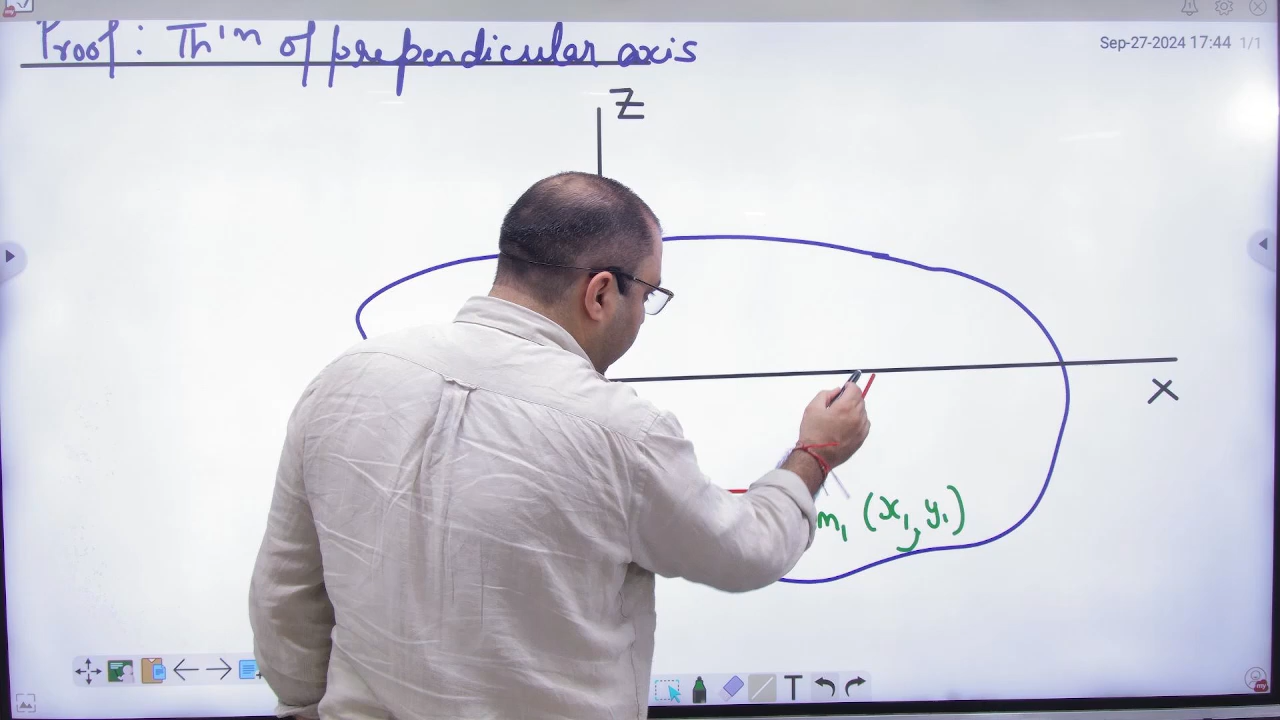 Proof : Th'm of prependicular axis
Sep-27-2024 17:44 1/1
Z
X
m₁ (x₁, y₁)
T